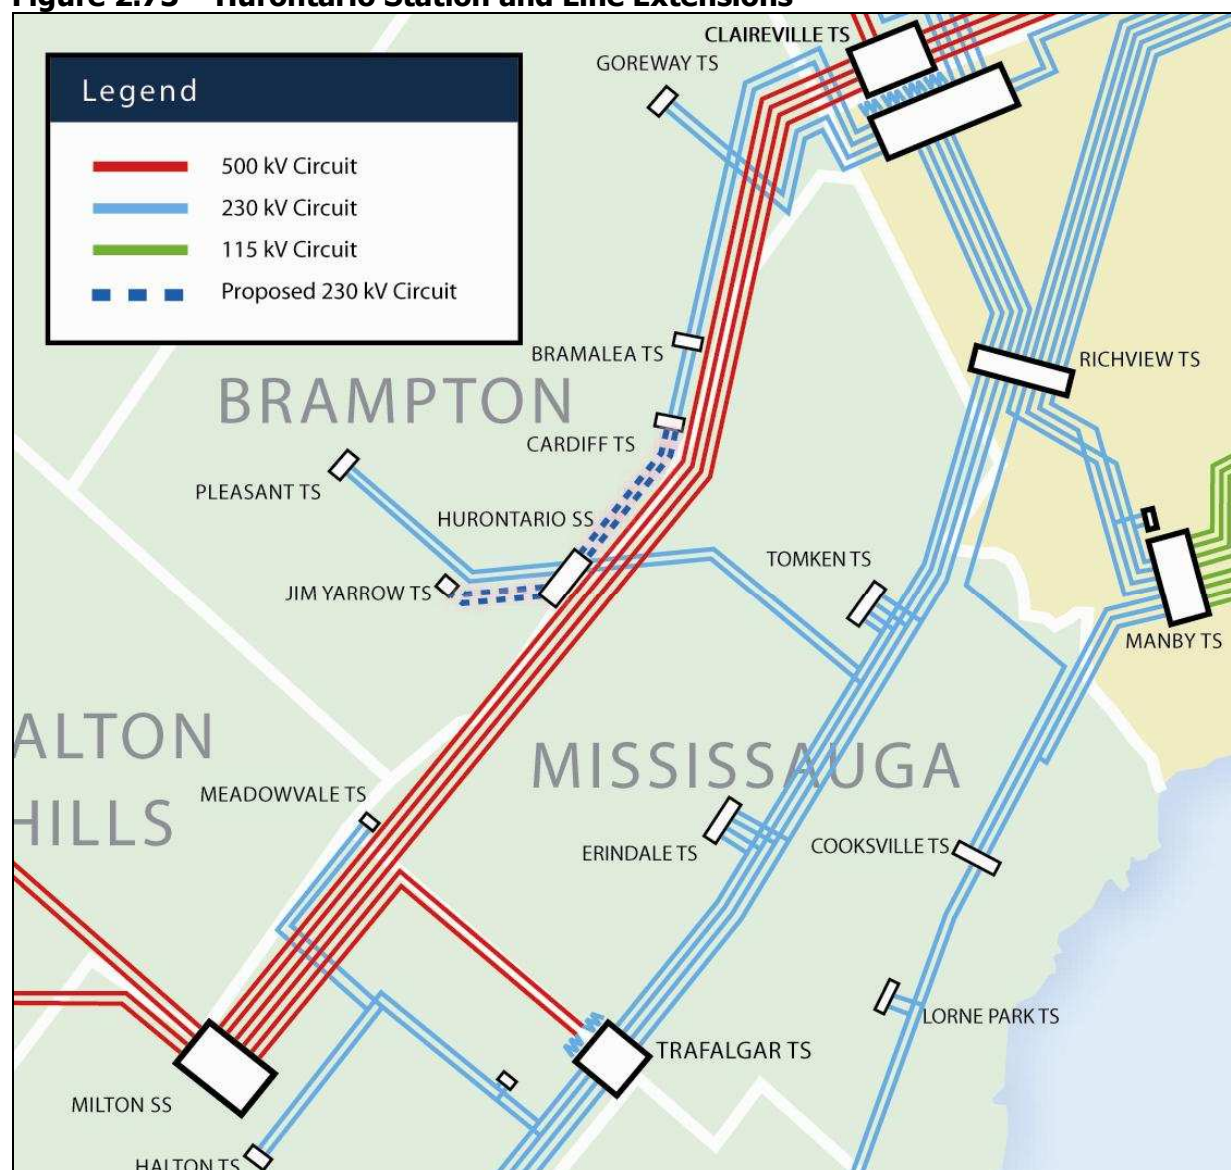 Figure 2.73 Hurontario Station and Line Extensions
CLAIREVILLE TS
GOREWAY TS
Legend
500 kV Circuit
230 kV Circuit
115 kV Circuit
Proposed 230 kV Circuit
BRAMALEA TS
RICHVIEW TS
BRAMPTON
CARDIFF TS
PLEASANT TS
HURONTARIO SS
TOMKEN TS
JIM YARROW TS
MANBY TS
ALTON
HILLS
MISSISSAUGA
MEADOWVALE TS
ERINDALE TS
COOKSVILLE TS
LORNE PARK TS
TRAFALGAR TS
MILTON SS
HALTON TS